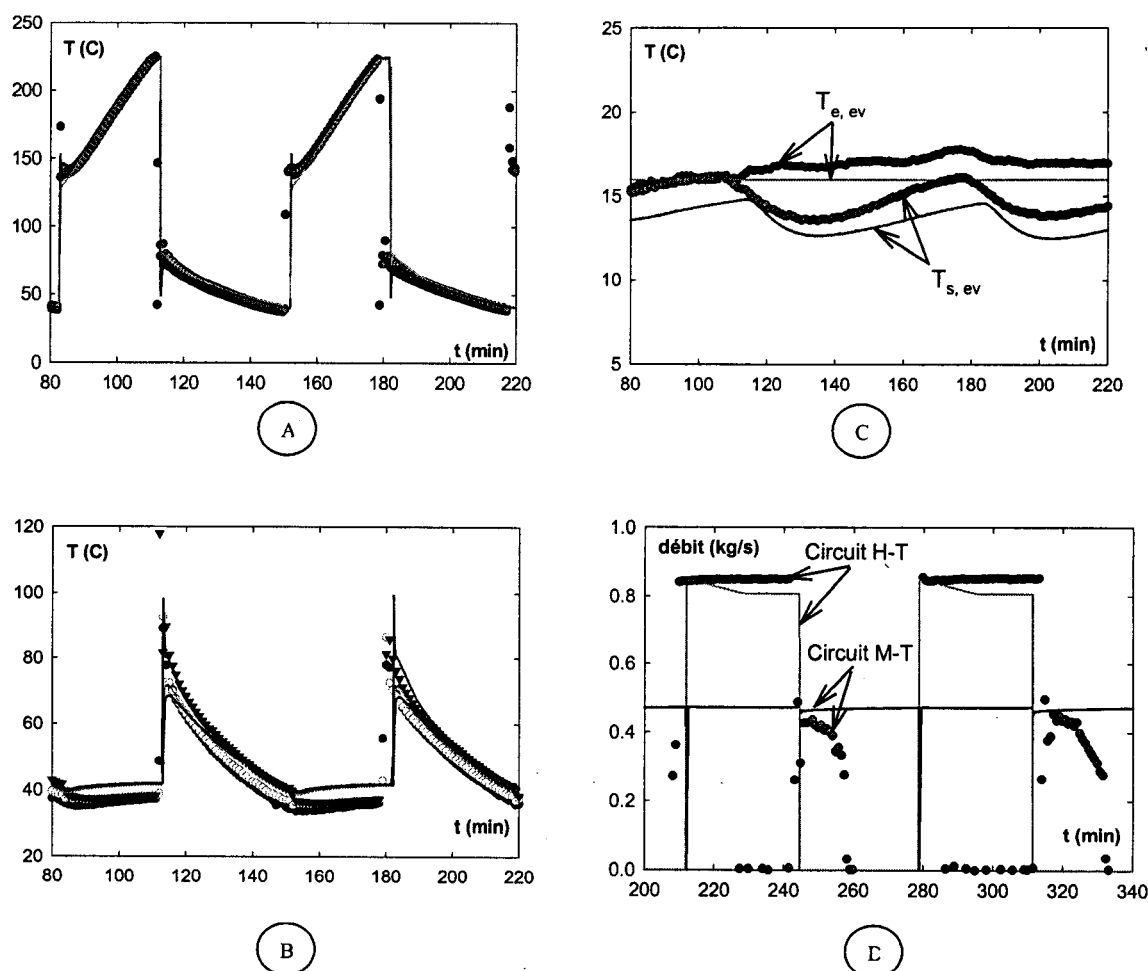 250
T (C)
200
150
100
50
0
t (min)
80 100 120 140 160 180 200 220
A
25
T (C)
20
T e, ev
15
T s, ev
10
t (min)
5
80 100 120 140 160 180 200 220
C
120
T (C)
100
80
60
40
t (min)
20
80 100 120 140 160 180 200 220
B
1.0
débit (kg/s)
Circuit H-T
0.8
0.6
Circuit M-T
0.4
0.2
t (min)
0.0
200 220 240 260 280 300 320 340
D